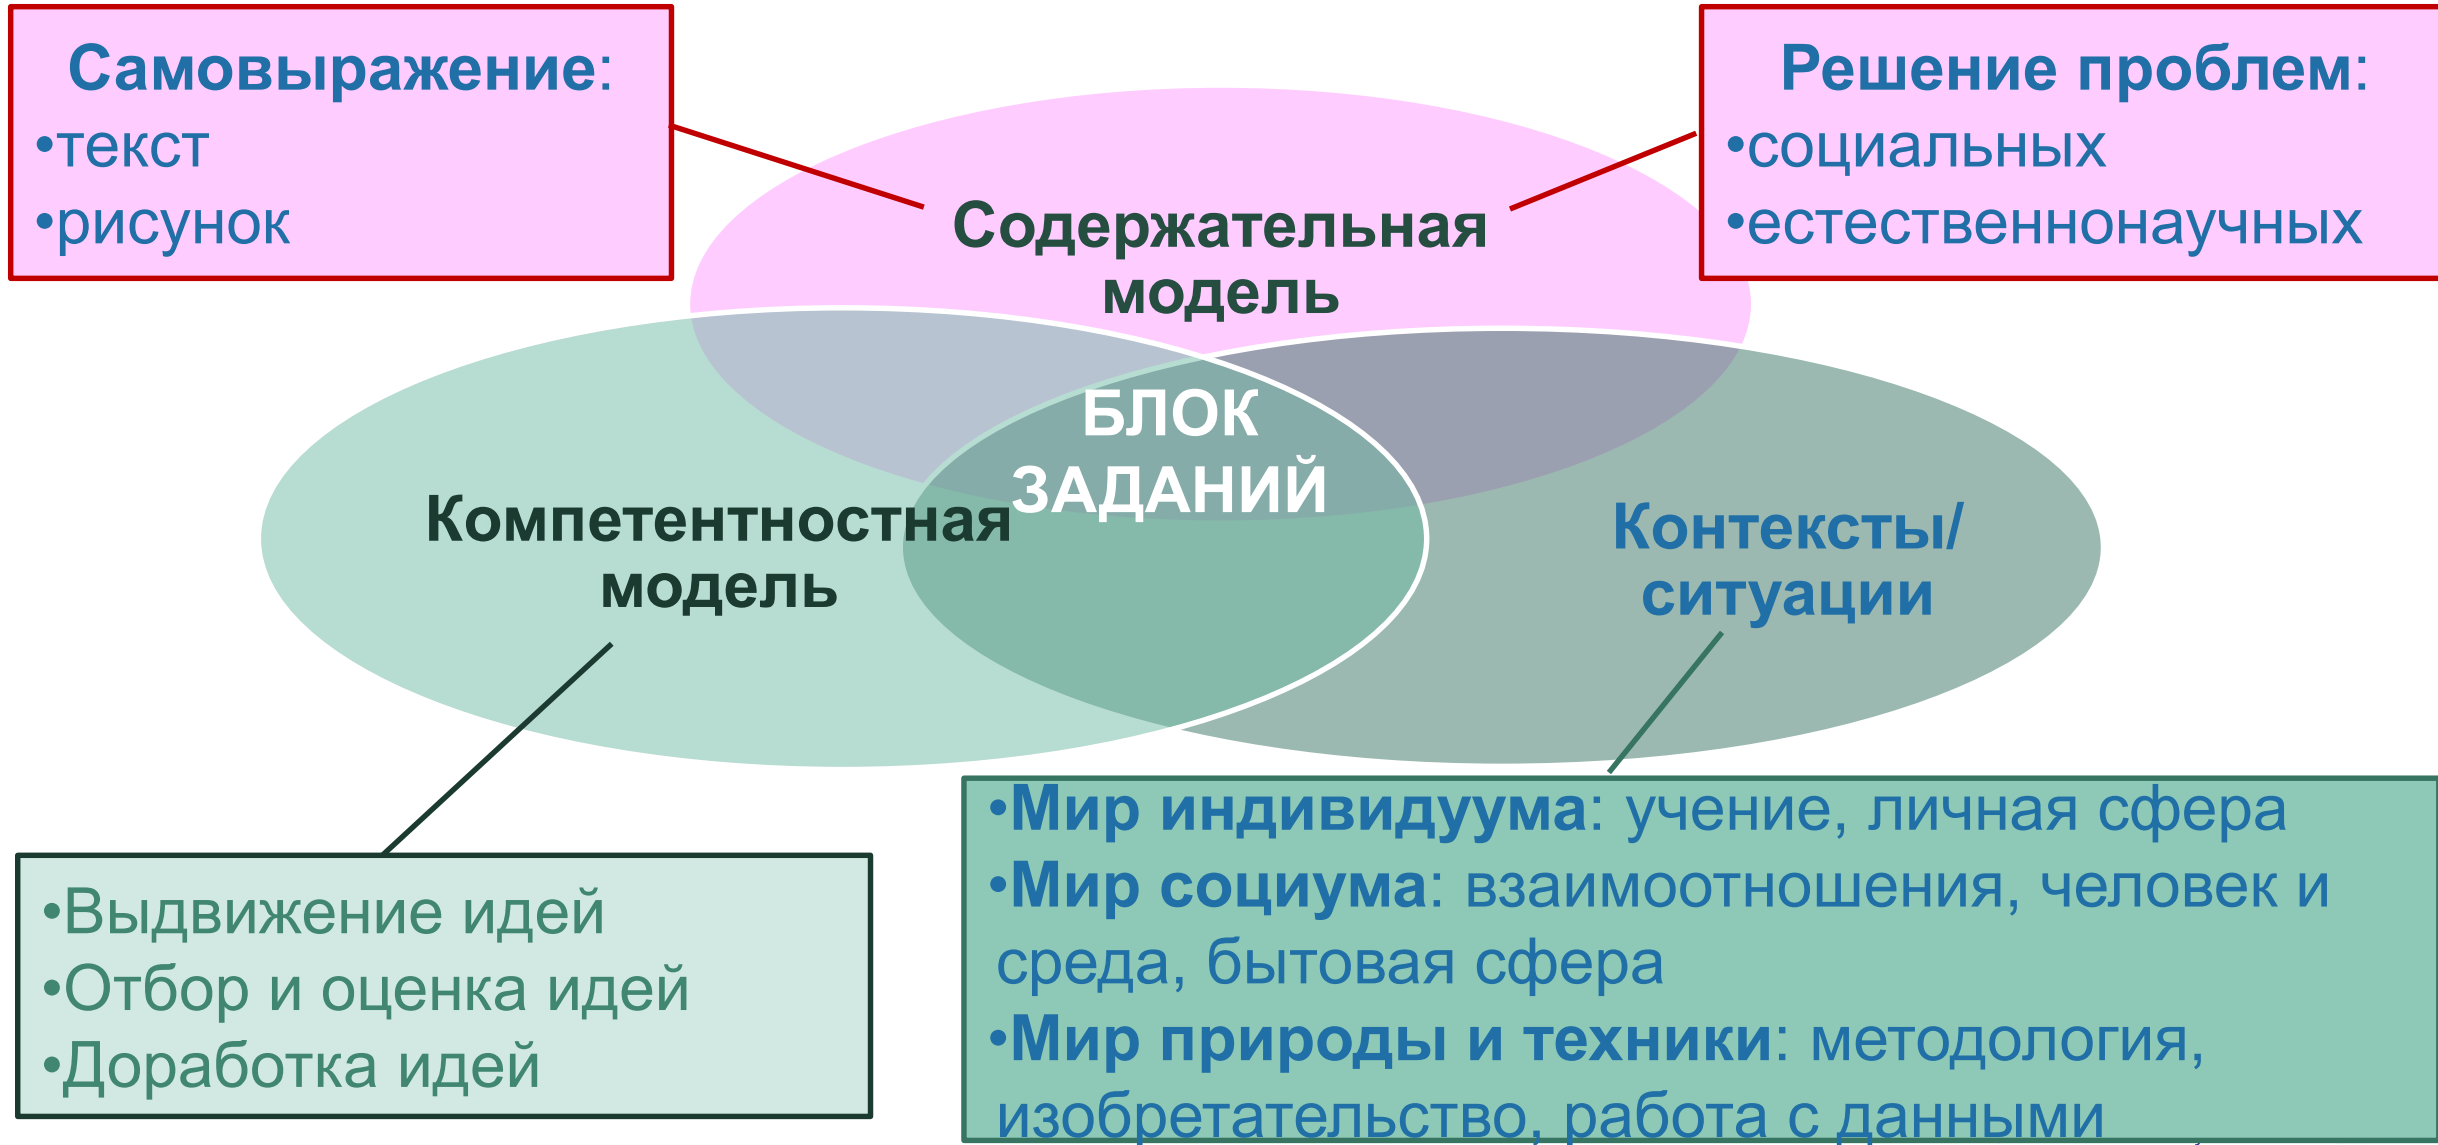 Самовыражение:
•текст
•рисунок
Решение проблем:
•социальных
•естественнонаучных
Содержательная
модель
БЛОК
ЗАДАНИЙ
Компетентностная
модель
Контексты/
ситуации
•Выдвижение идей
•Отбор и оценка идей
•Доработка идей
•Мир индивидуума: учение, личная сфера
•Мир социума: взаимоотношения, человек и
среда, бытовая сфера
•Мир природы и техники: методология,
изобретательство, работа с данными